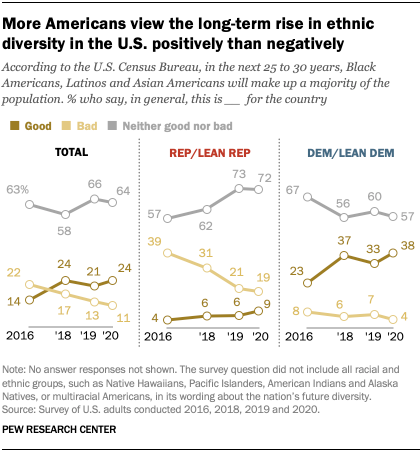 More Americans view the long-term rise in ethnic
diversity in the U.S. positively than negatively
According to the U.S. Census Bureau, in the next 25 to 30 years, Black
Americans, Latinos and Asian Americans will make up a majority of the
population. % who say, in general, this is __ for the country
Good Bad Neither good nor bad
TOTAL REP/LEAN REP DEM/LEAN DEM
63% 58 66 64
22 17 13 11
14 24 21 24
2016 '18 '19 '20
57 62 73 72
39 31 21 19
4 6 6 9
2016 '18 '19 '20
67 56 60 57
23 37 33 38
8 6 7 4
2016 '18 '19 '20
Note: No answer responses not shown. The survey question did not include all racial and
ethnic groups, such as Native Hawaiians, Pacific Islanders, American Indians and Alaska
Natives, or multiracial Americans, in its wording about the nation's future diversity.
Source: Survey of U.S. adults conducted 2016, 2018, 2019 and 2020.
PEW RESEARCH CENTER